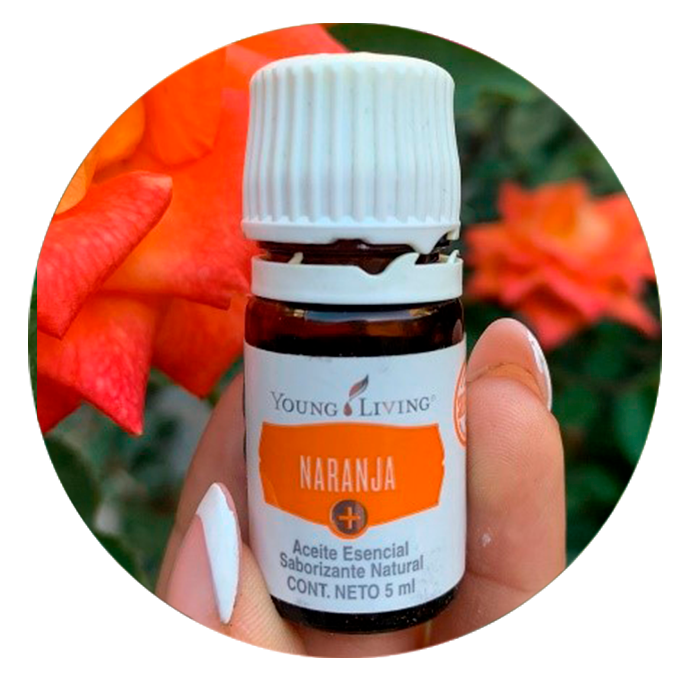 YOUNG LIVING®
NARANJA
+
Aceite Esencial
Saborizante Natural
CONT. NETO 5 ml